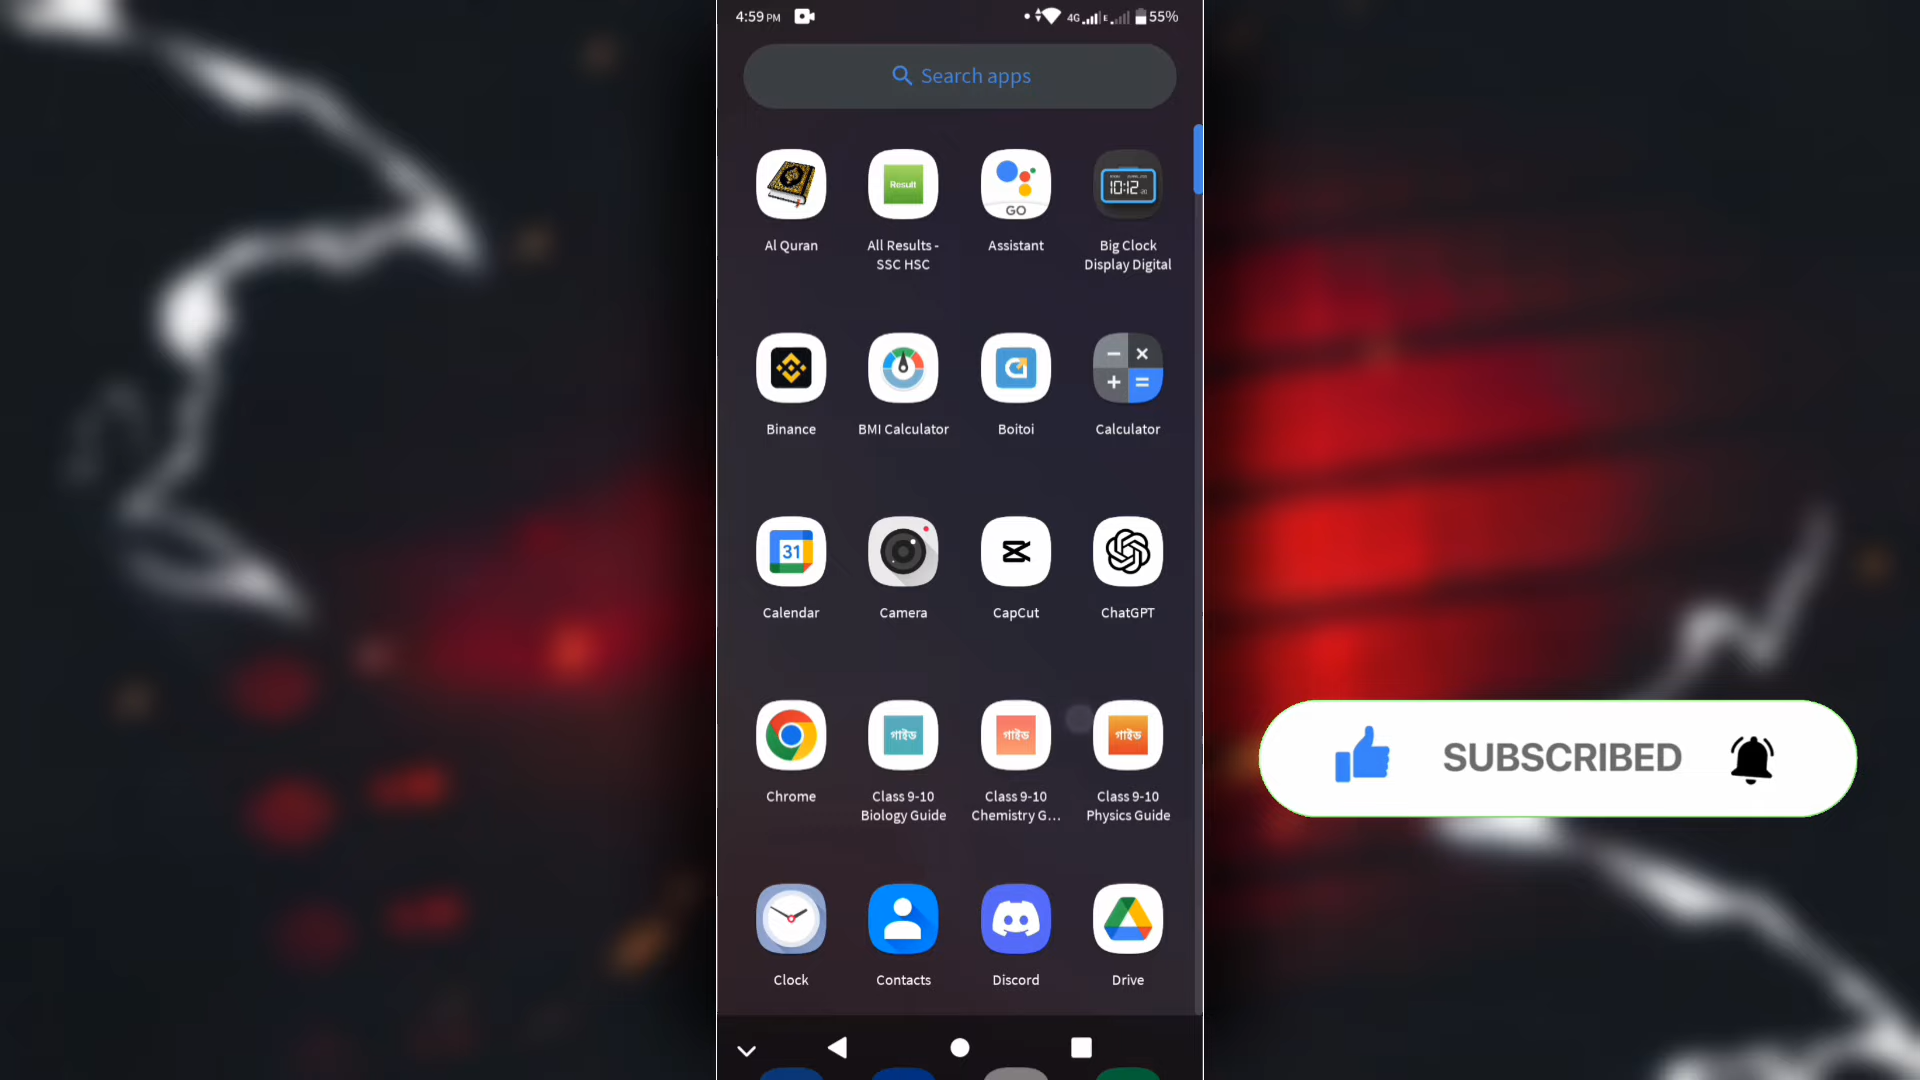 4:59 PM
4G E 55%
Search apps
Result
GO
10:12
Al Quran
All Results -
SSC HSC
Assistant
Big Clock
Display Digital
Binance
BMI Calculator
Boitoi
Calculator
31
Calendar
Camera
CapCut
ChatGPT
গাইড
গাইড
গাইড
Chrome
Class 9-10
Biology Guide
Class 9-10
Chemistry G...
Class 9-10
Physics Guide
SUBSCRIBED
Clock
Contacts
Discord
Drive